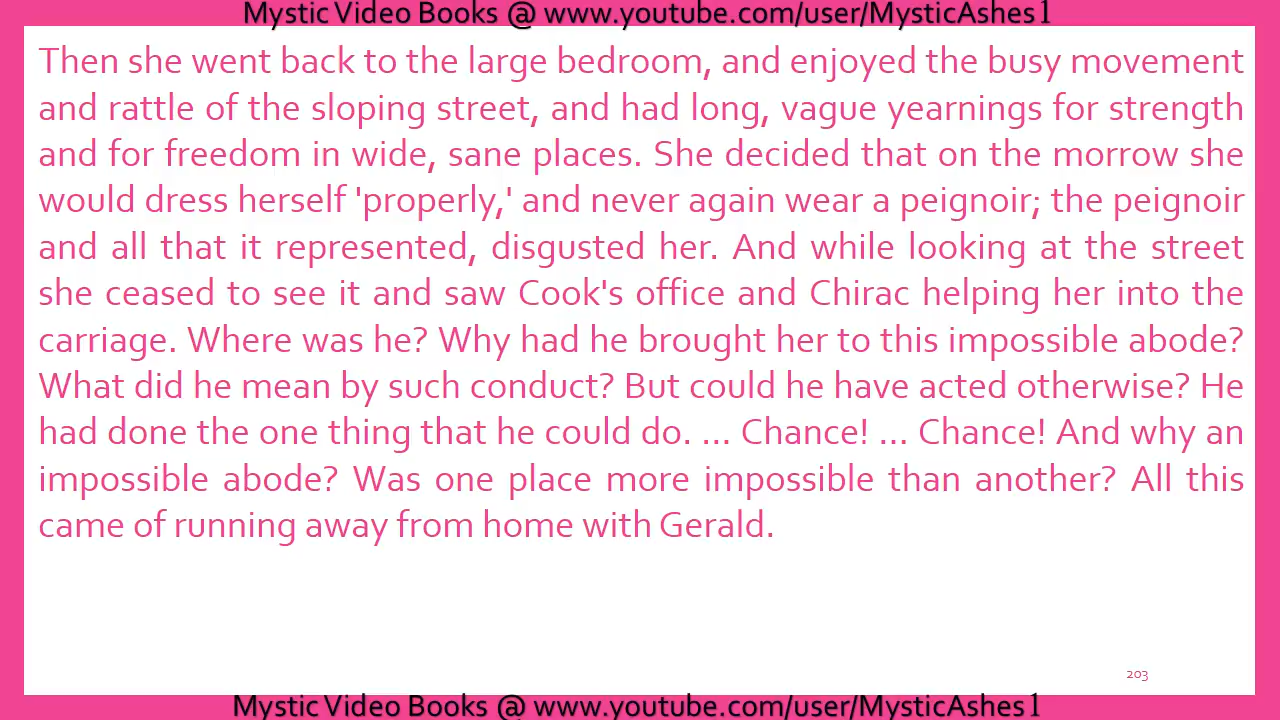 Mystic Video Books @ www.youtube.com/user/MysticAshes1
Then she went back to the large bedroom, and enjoyed the busy movement
and rattle of the sloping street, and had long, vague yearnings for strength
and for freedom in wide, sane places. She decided that on the morrow she
would dress herself 'properly,' and never again wear a peignoir; the peignoir
and all that it represented, disgusted her. And while looking at the street
she ceased to see it and saw Cook's office and Chirac helping her into the
carriage. Where was he? Why had he brought her to this impossible abode?
What did he mean by such conduct? But could he have acted otherwise? He
had done the one thing that he could do. ... Chance! ... Chance! And why an
impossible abode? Was one place more impossible than another? All this
came of running away from home with Gerald.
203
Mystic Video Books @ www.youtube.com/user/MysticAshes1